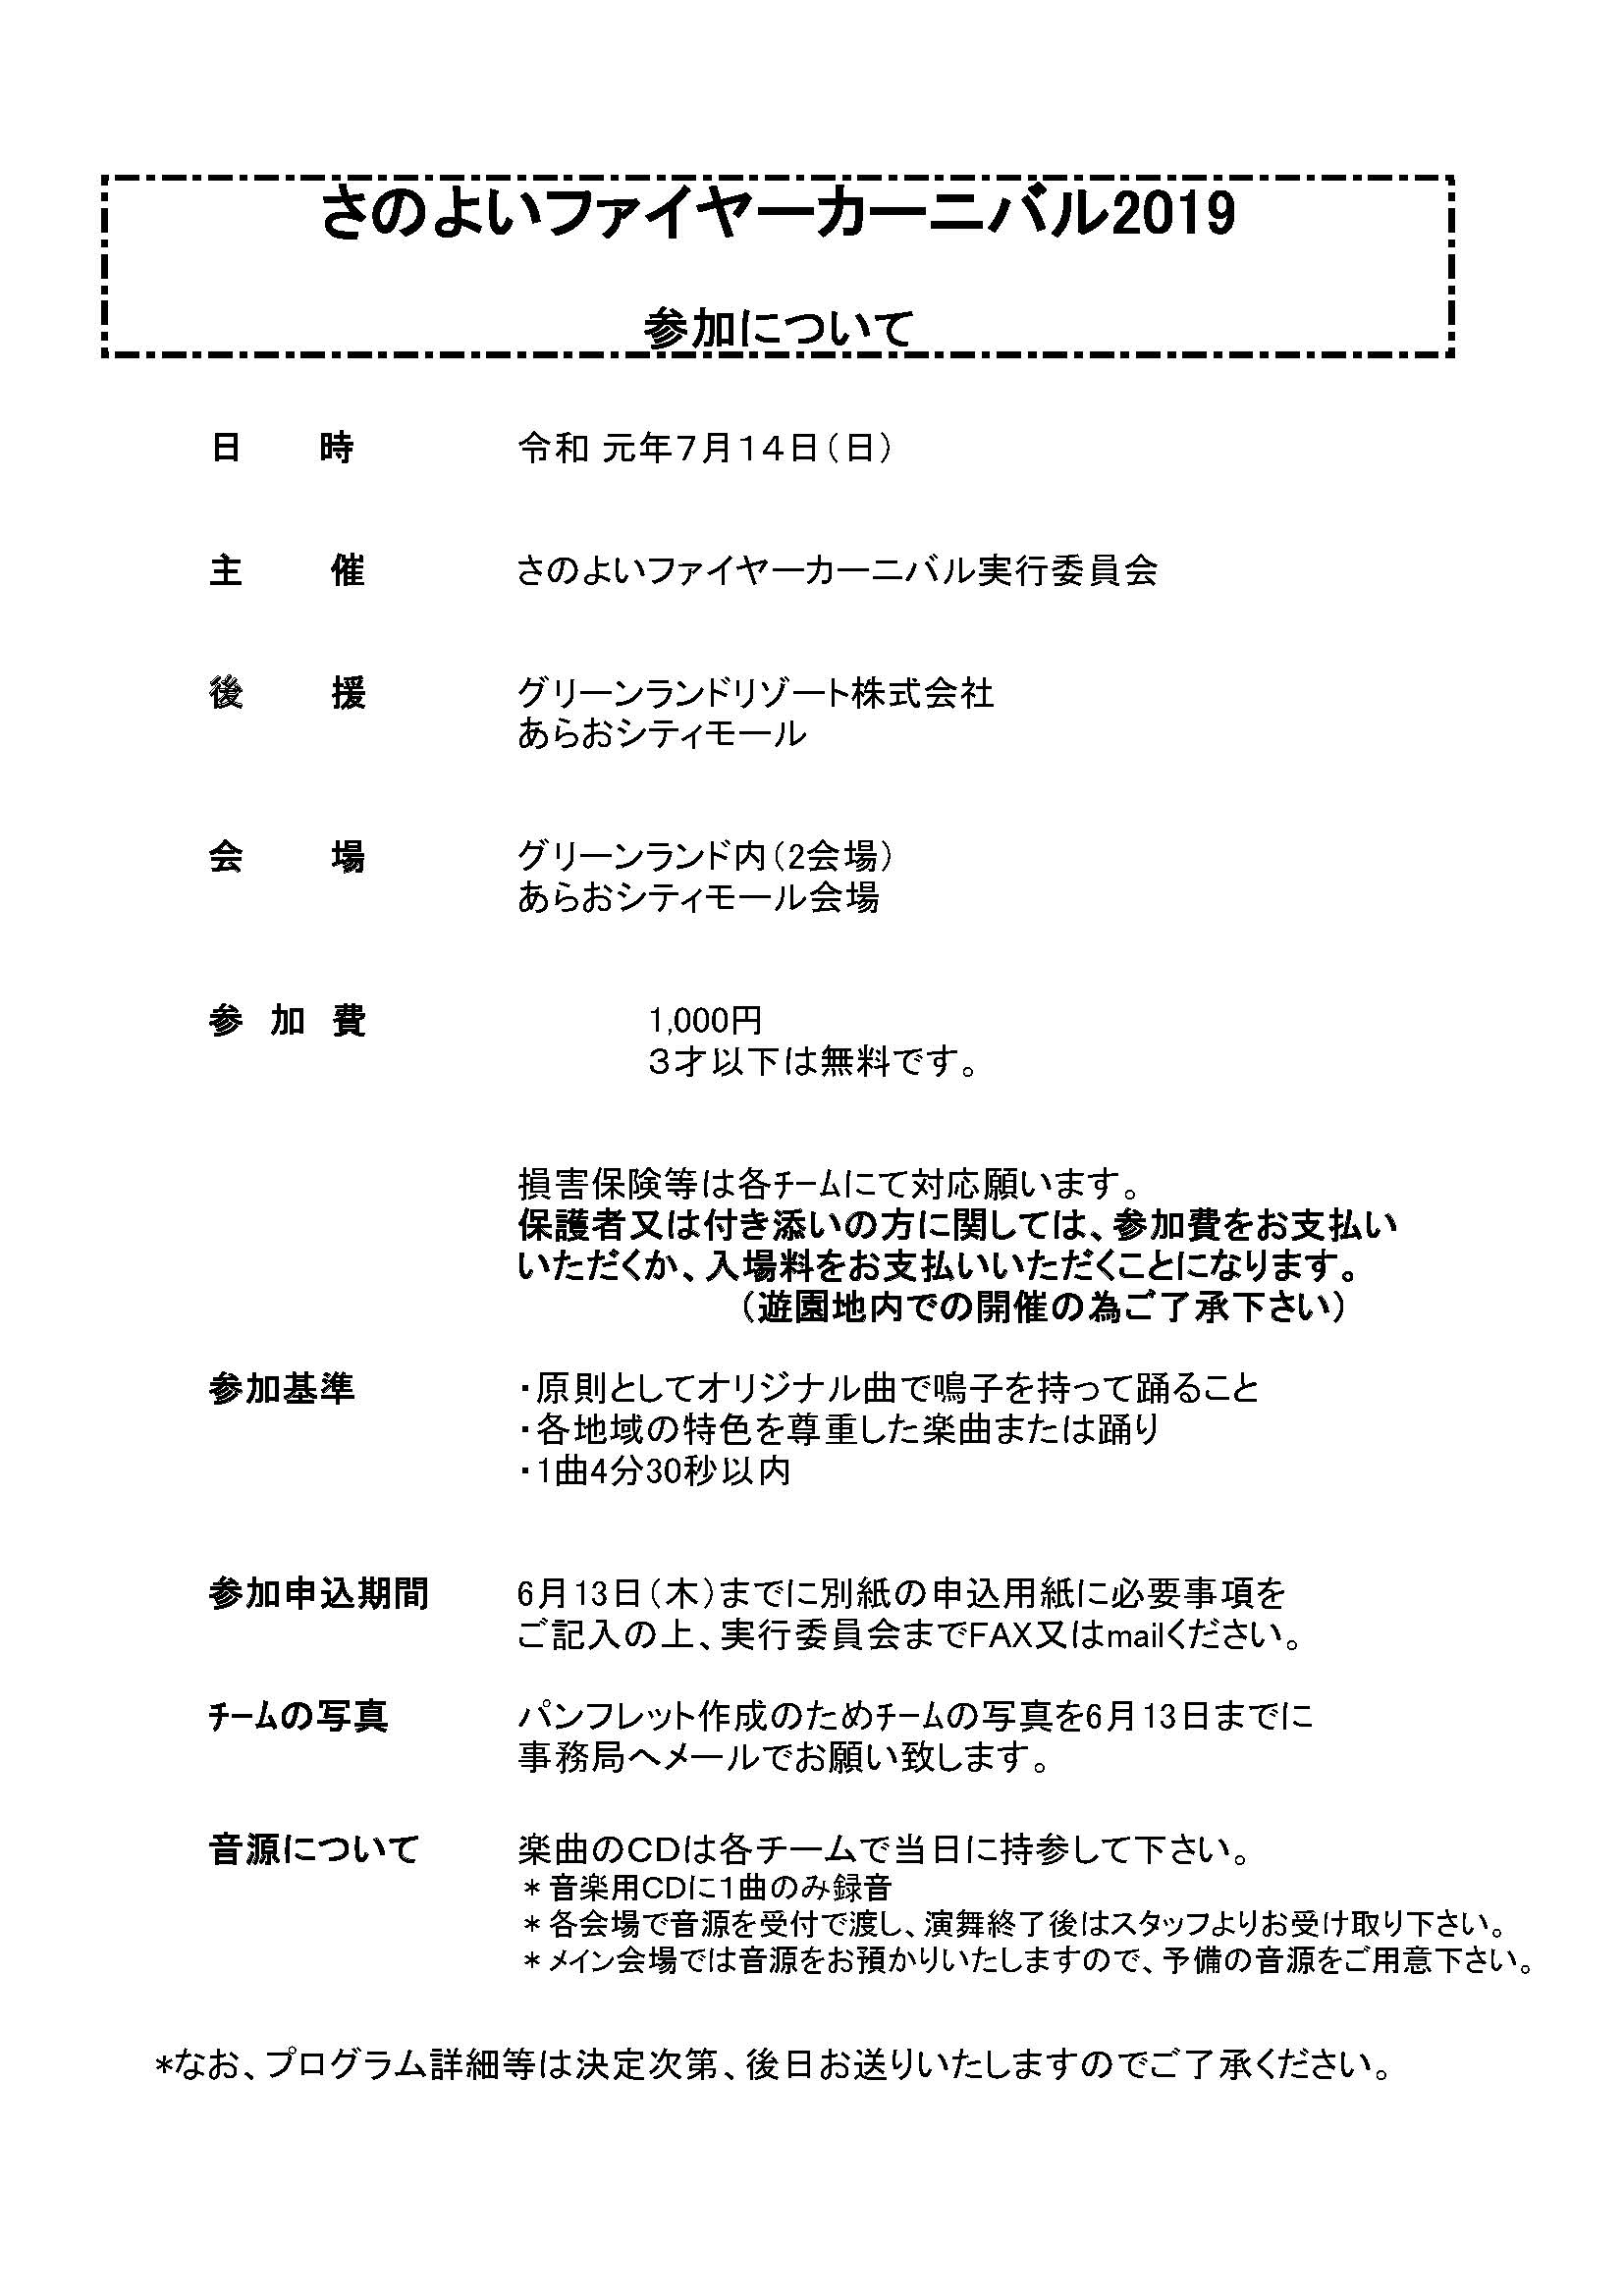 さのよいファイヤーカーニバル2019
参加について
日　時　令和 元年７月１４日（日）
主　催　さのよいファイヤーカーニバル実行委員会
後　援　グリーンランドリゾート株式会社
あらおシティモール
会　場　グリーンランド内（2会場）
あらおシティモール会場
参 加 費　1,000円
３才以下は無料です。
損害保険等は各ﾁｰﾑにて対応願います。
保護者又は付き添いの方に関しては、参加費をお支払い
いただくか、入場料をお支払いいただくことになります。
（遊園地内での開催の為ご了承下さい）
参加基準　・原則としてオリジナル曲で鳴子を持って踊ること
・各地域の特色を尊重した楽曲または踊り
・1曲4分30秒以内
参加申込期間　6月13日（木）までに別紙の申込用紙に必要事項を
ご記入の上、実行委員会までFAX又はmailください。
ﾁｰﾑの写真　パンフレット作成のためﾁｰﾑの写真を6月13日までに
事務局へメールでお願い致します。
音源について　楽曲のＣＤは各チームで当日に持参して下さい。
＊音楽用ＣＤに１曲のみ録音
＊各会場で音源を受付で渡し、演舞終了後はスタッフよりお受け取り下さい。
＊メイン会場では音源をお預かりいたしますので、予備の音源をご用意下さい。
*なお、プログラム詳細等は決定次第、後日お送りいたしますのでご了承ください。